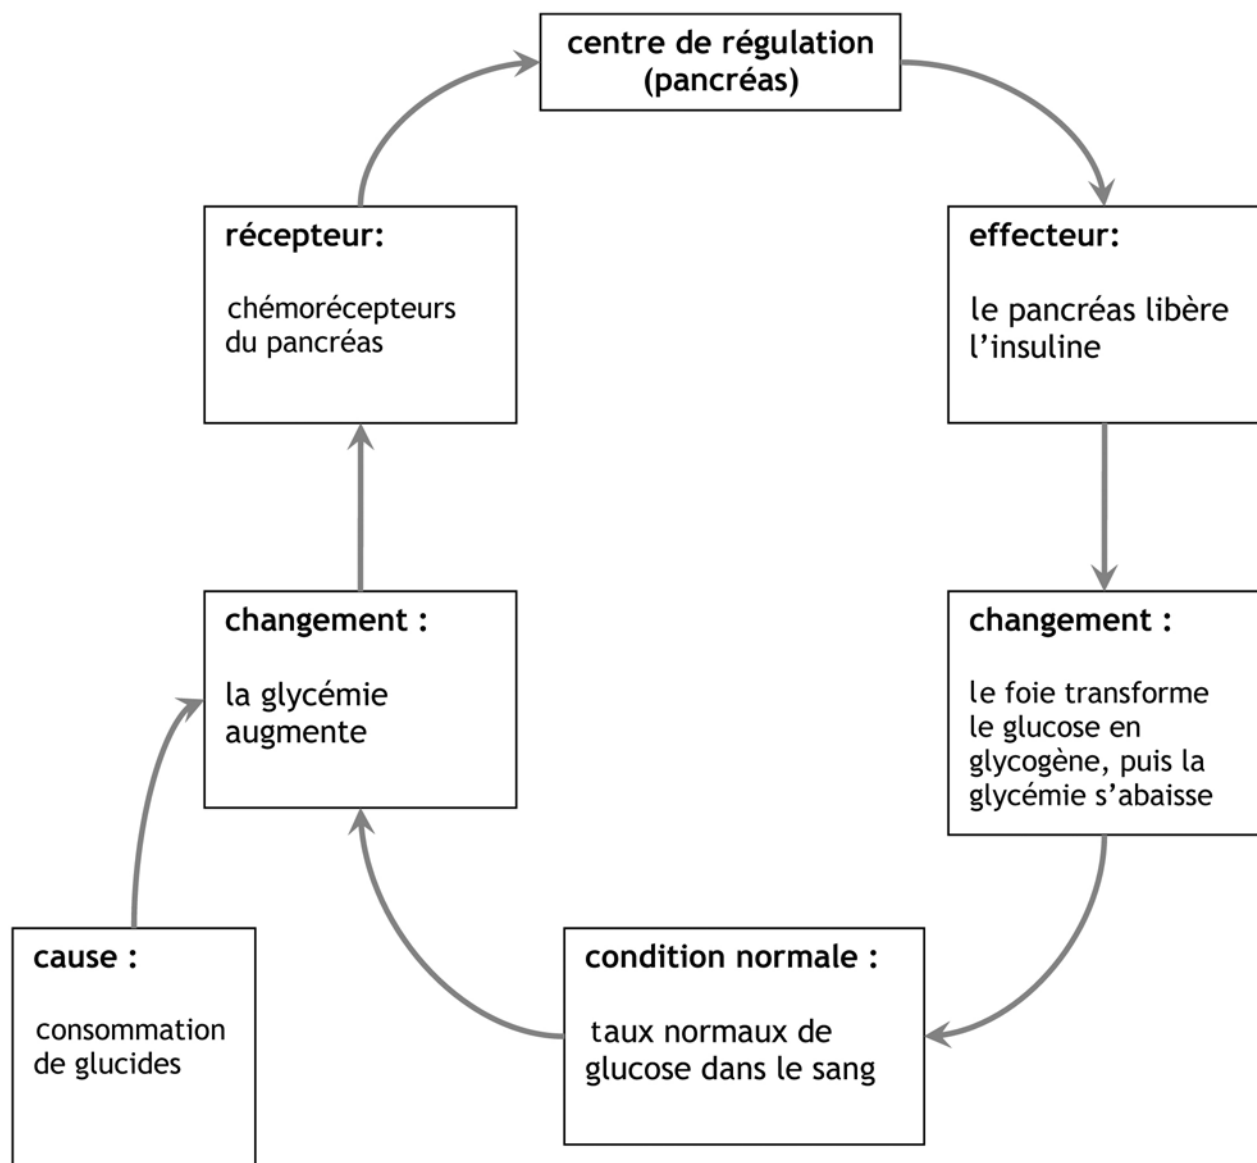 centre de régulation
(pancréas)
récepteur:
chémorécepteurs
du pancréas
effecteur:
le pancréas libère
l’insuline
changement :
la glycémie
augmente
changement :
le foie transforme
le glucose en
glycogène, puis la
glycémie s’abaisse
cause :
consommation
de glucides
condition normale :
taux normaux de
glucose dans le sang